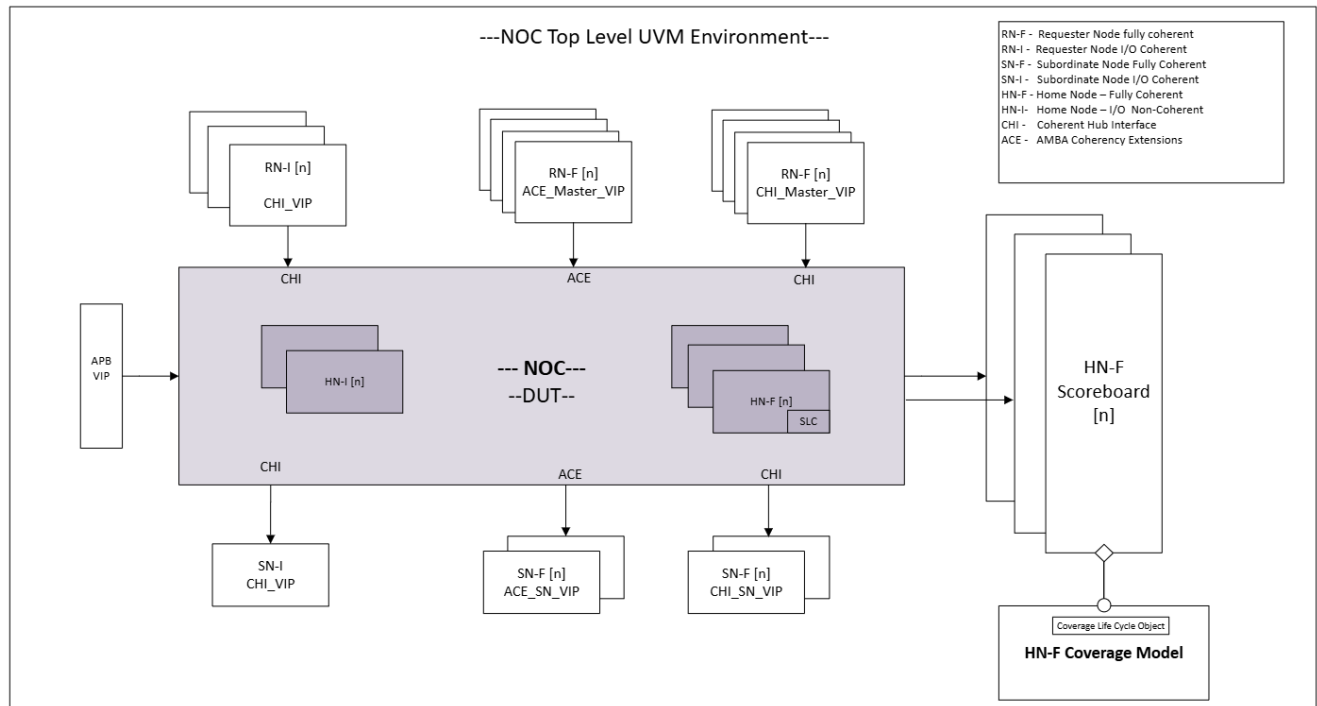 ---NOC Top Level UVM Environment---
RN-F - Requester Node fully coherent
RN-I - Requester Node I/O Coherent
SN-F - Subordinate Node Fully Coherent
SN-I - Subordinate Node I/O Coherent
HN-F - Home Node – Fully Coherent
HN-I- Home Node – I/O Non-Coherent
CHI - Coherent Hub Interface
ACE - AMBA Coherency Extensions
RN-I [n]
CHI_VIP
RN-F [n]
ACE_Master_VIP
RN-F [n]
CHI_Master_VIP
CHI
ACE
CHI
APB
VIP
HN-I [n]
--- NOC---
--DUT--
HN-F [n]
SLC
HN-F
Scoreboard
[n]
CHI
ACE
CHI
SN-I
CHI_VIP
SN-F [n]
ACE_SN_VIP
SN-F [n]
CHI_SN_VIP
Coverage Life Cycle Object
HN-F Coverage Model